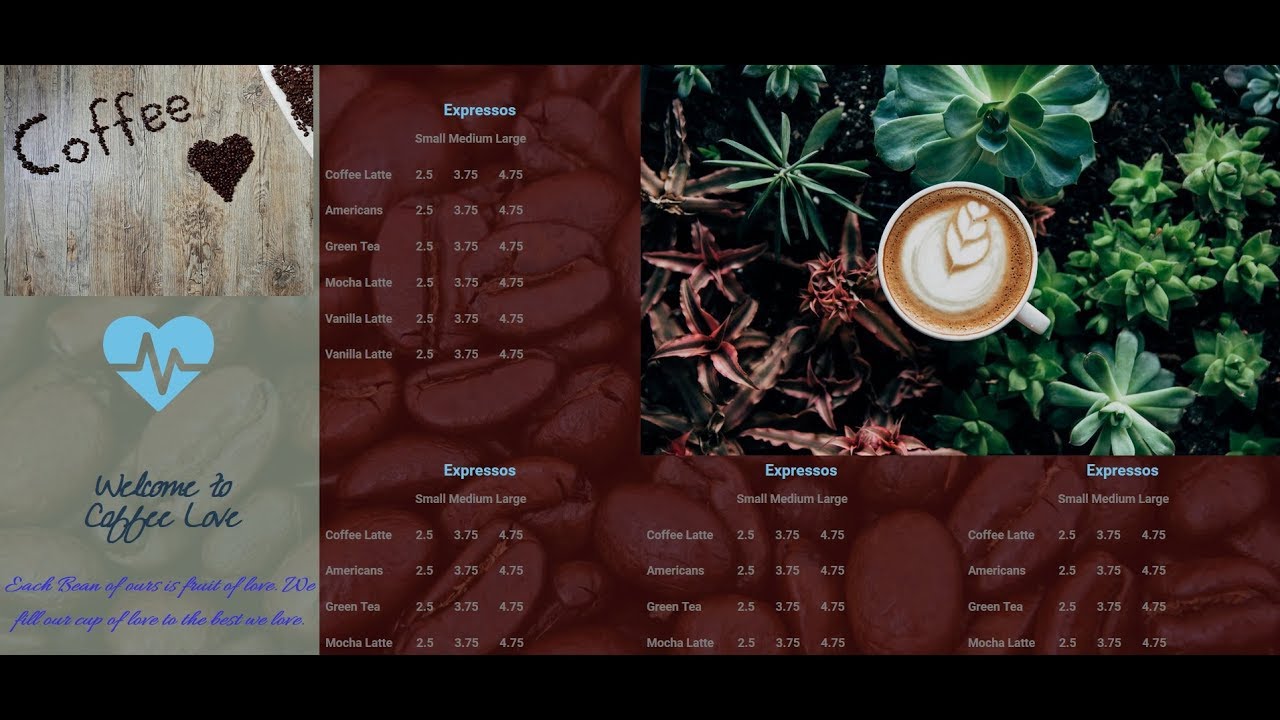 Coffee
Welcome to
Coffee Love
Each Bean of ours is fruit of love. We
fill our cup of love to the best we love.
Expressos
Small Medium Large
Coffee Latte 2.5 3.75 4.75
Americans 2.5 3.75 4.75
Green Tea 2.5 3.75 4.75
Mocha Latte 2.5 3.75 4.75
Vanilla Latte 2.5 3.75 4.75
Vanilla Latte 2.5 3.75 4.75
Expressos
Small Medium Large
Coffee Latte 2.5 3.75 4.75
Americans 2.5 3.75 4.75
Green Tea 2.5 3.75 4.75
Mocha Latte 2.5 3.75 4.75
Expressos
Small Medium Large
Coffee Latte 2.5 3.75 4.75
Americans 2.5 3.75 4.75
Green Tea 2.5 3.75 4.75
Mocha Latte 2.5 3.75 4.75
Expressos
Small Medium Large
Coffee Latte 2.5 3.75 4.75
Americans 2.5 3.75 4.75
Green Tea 2.5 3.75 4.75
Mocha Latte 2.5 3.75 4.75